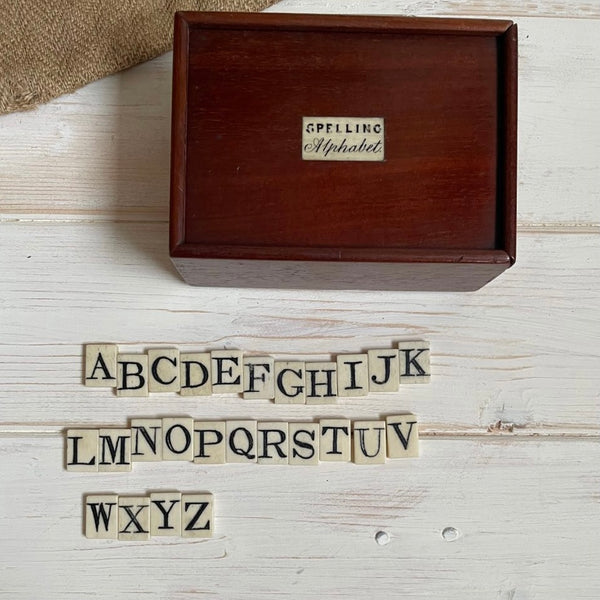 SPELLING
Alphabet.
ABCDEFGHIJK
LMNOPQRSTUV
WXYZ